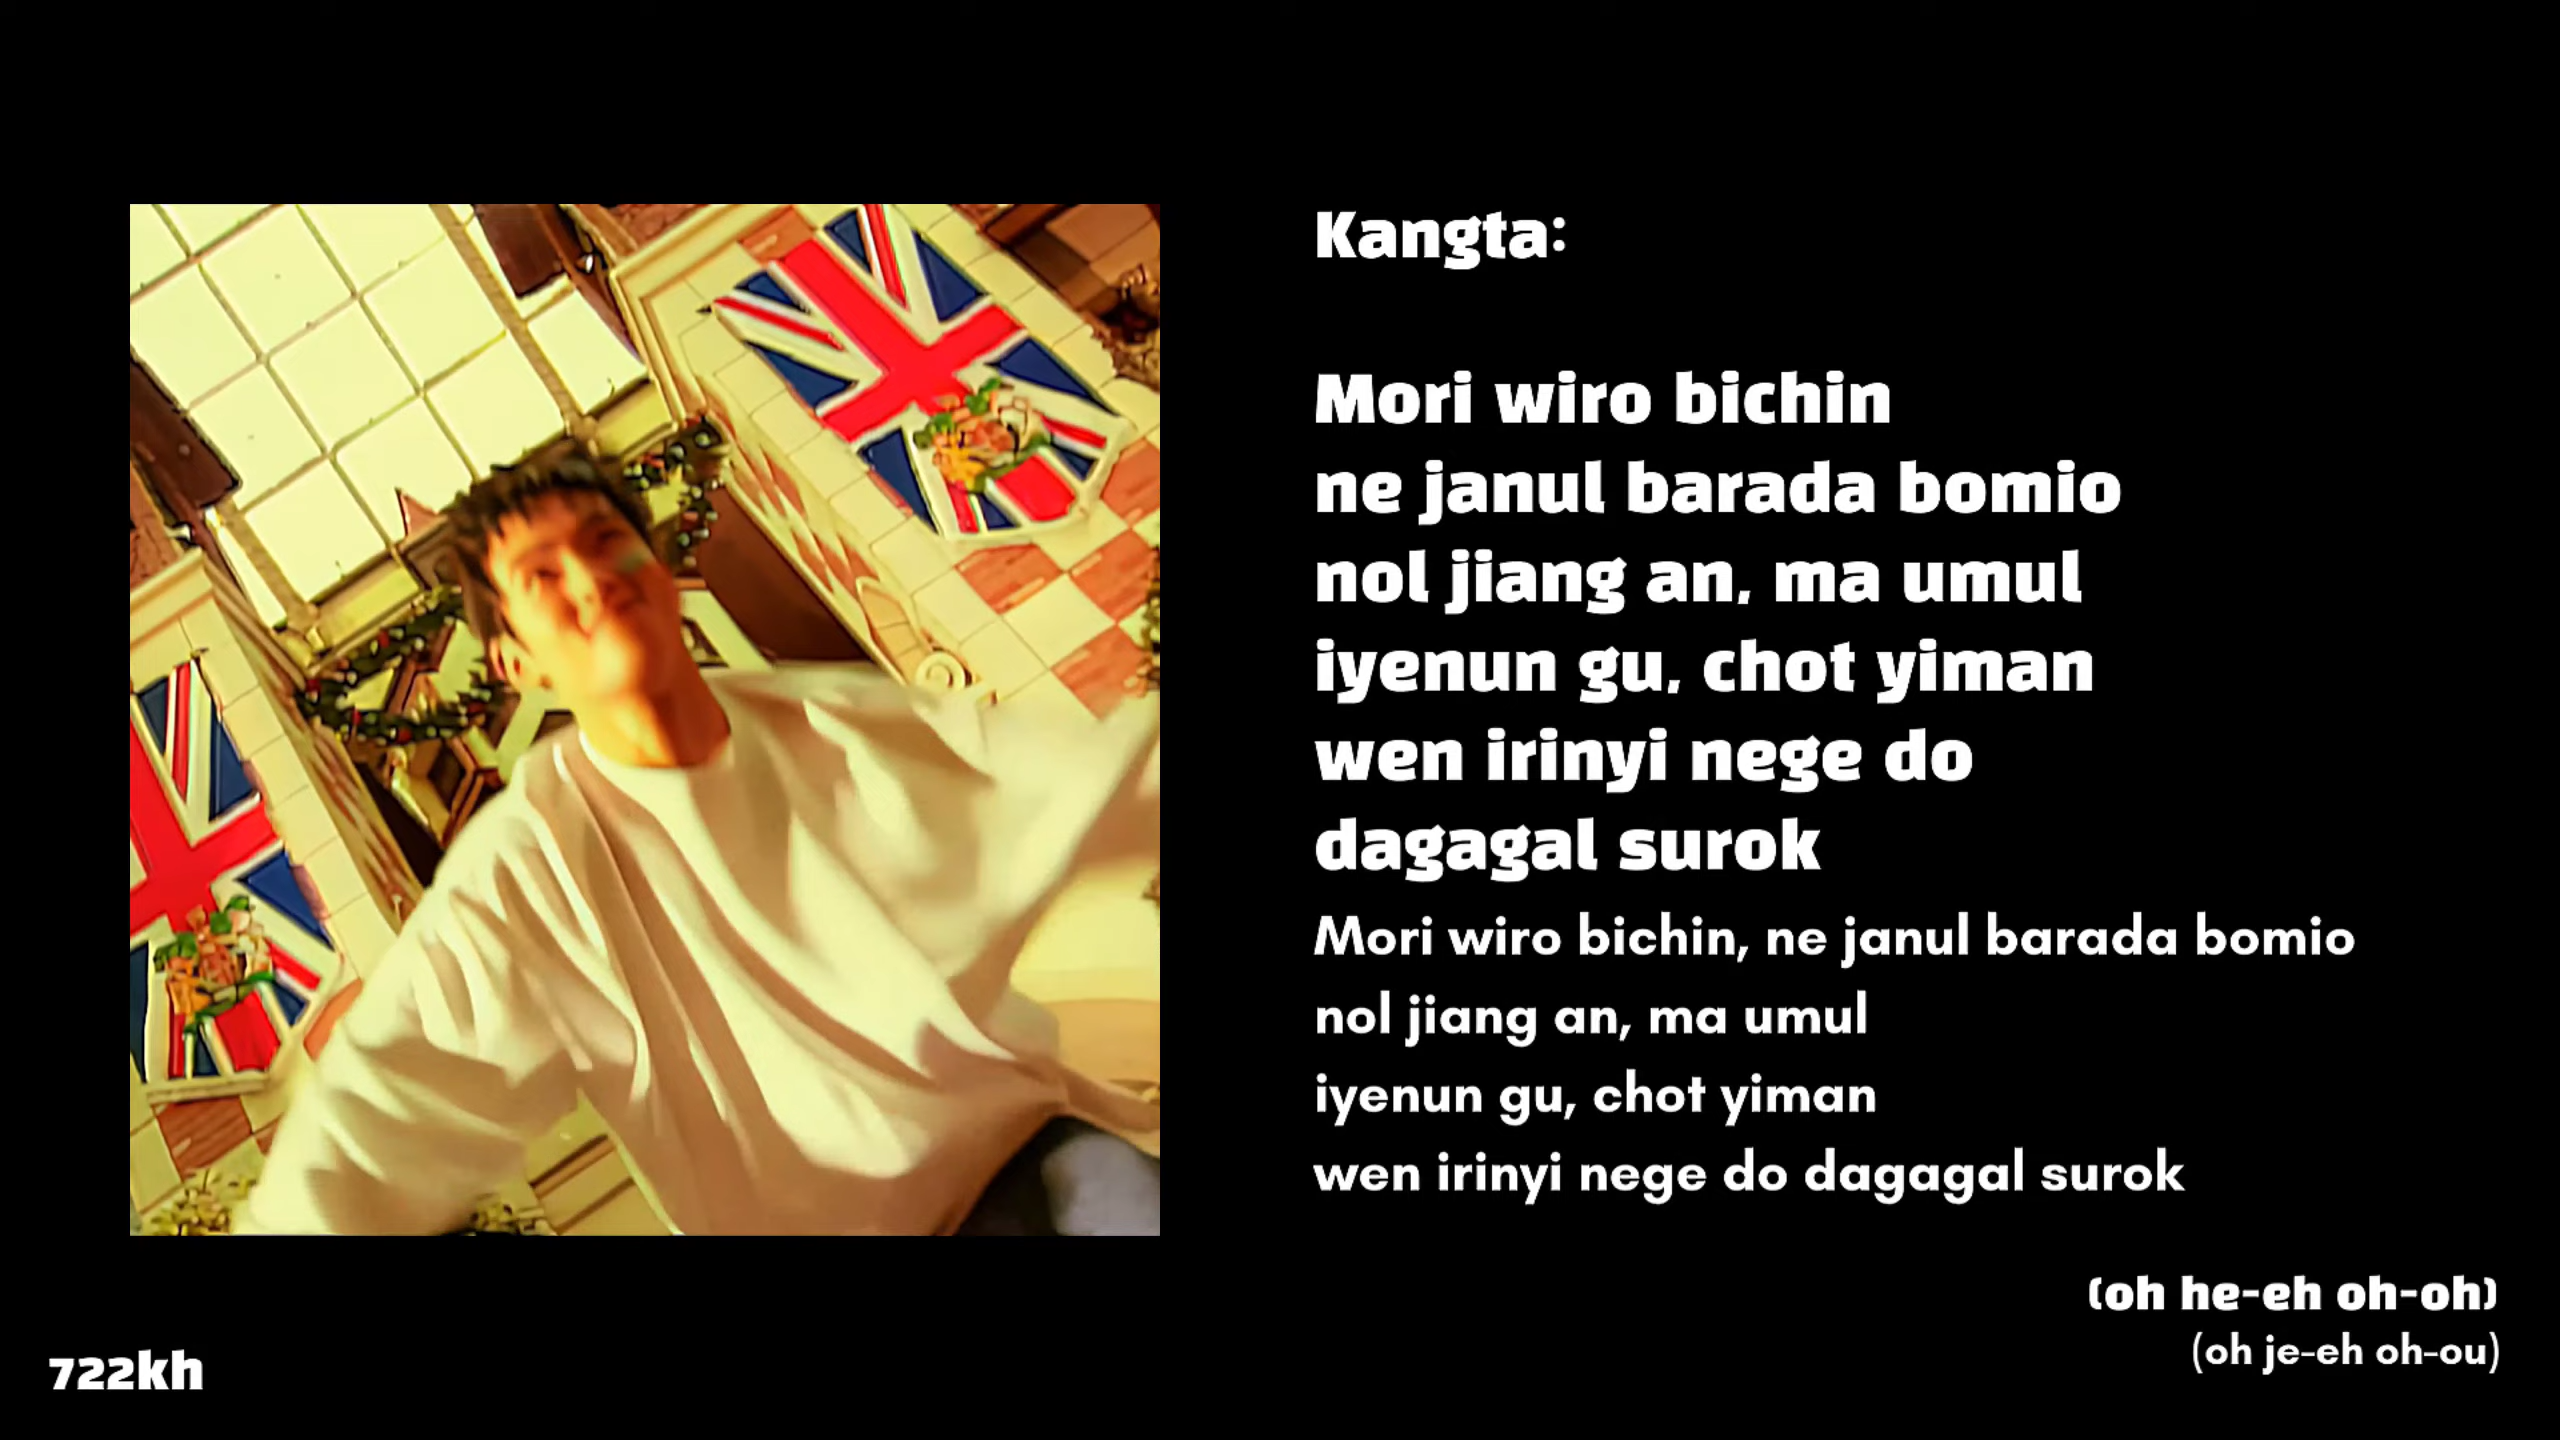 Kangta:
Mori wiro bichin
ne janul barada bomio
nol jiang an, ma umul
iyenun gu, chot yiman
wen irinyi nege do
dagagal surok
Mori wiro bichin, ne janul barada bomio
nol jiang an, ma umul
iyenun gu, chot yiman
wen irinyi nege do dagagal surok
(oh he-eh oh-oh)
(oh je-eh oh-ou)
722kh